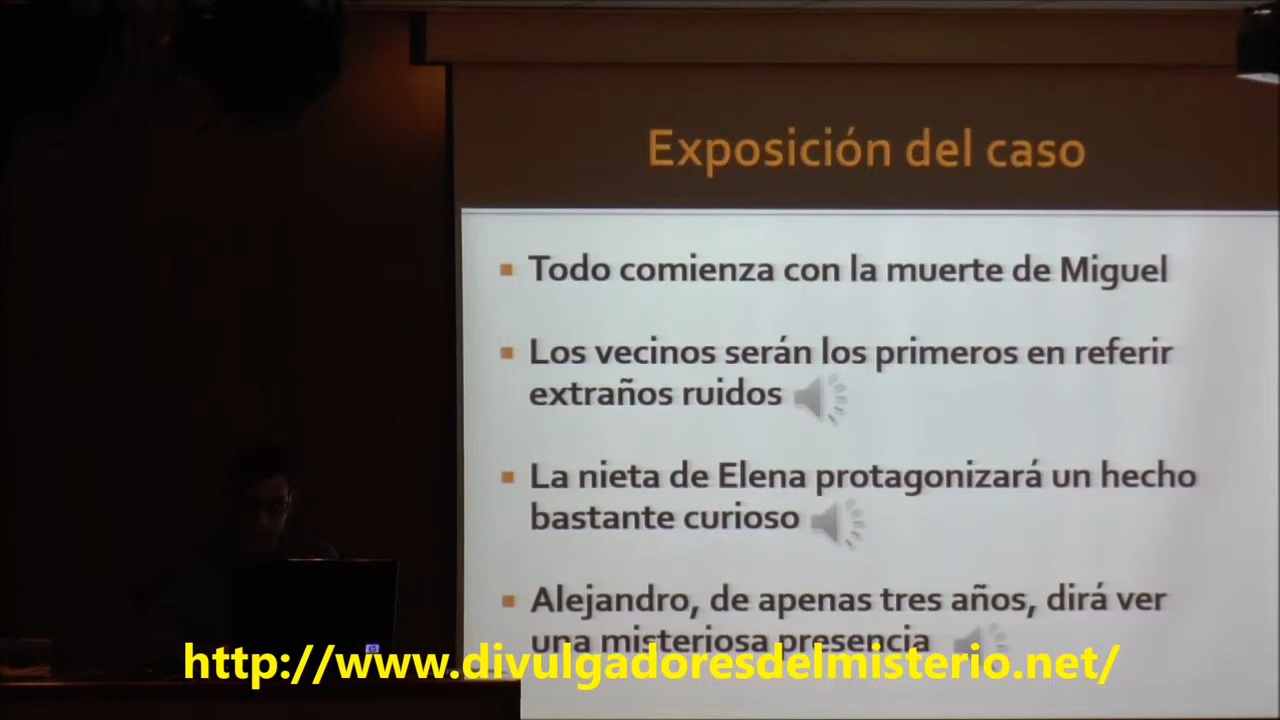 Exposición del caso
Todo comienza con la muerte de Miguel
Los vecinos serán los primeros en referir
extraños ruidos
La nieta de Elena protagonizará un hecho
bastante curioso
Alejandro, de apenas tres años, dirá ver
una misteriosa presencia
http://www.divulgadoresdelmisterio.net/